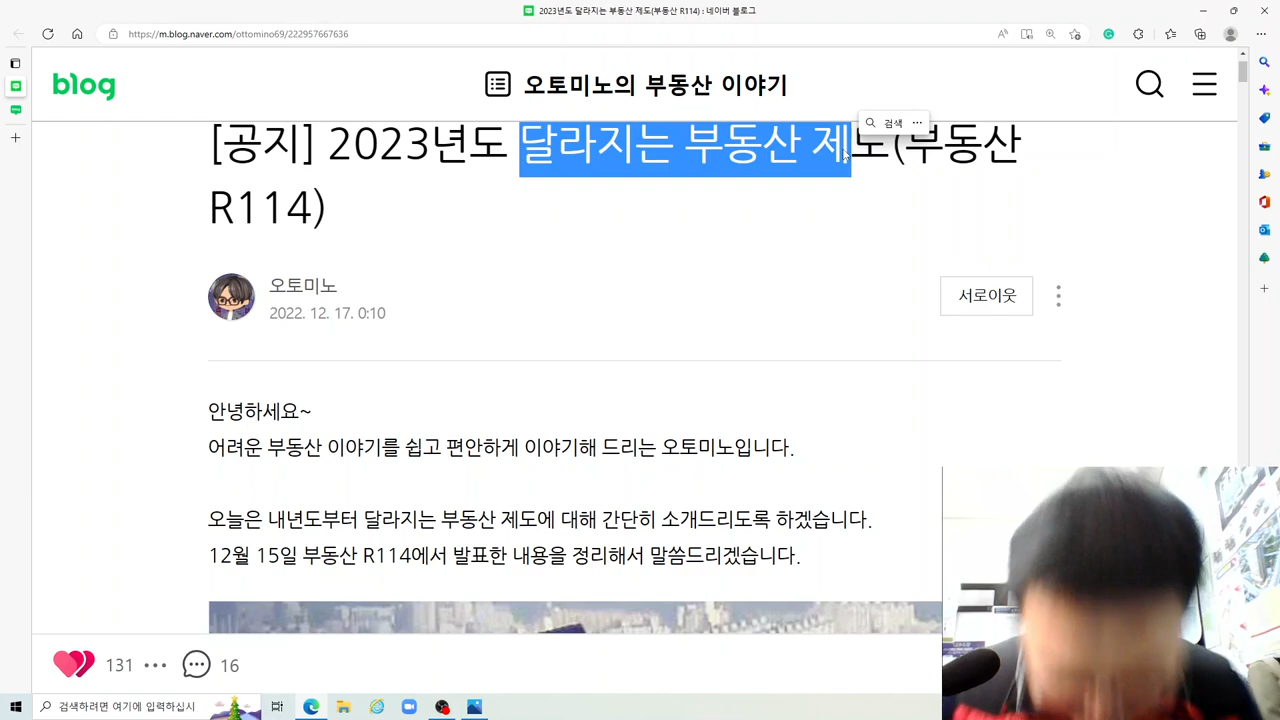 2023년도 달라지는 부동산 제도(부동산 R114) : 네이버 블로그
https://m.blog.naver.com/ottomino69/222957667636
blog
오토미노의 부동산 이야기
검색
[공지] 2023년도 달라지는 부동산 제도(부동산
R114)
오토미노
2022. 12. 17. 0:10
서로이웃
안녕하세요~
어려운 부동산 이야기를 쉽고 편안하게 이야기해 드리는 오토미노입니다.
오늘은 내년도부터 달라지는 부동산 제도에 대해 간단히 소개드리도록 하겠습니다.
12월 15일 부동산 R114에서 발표한 내용을 정리해서 말씀드리겠습니다.
131
16
검색하려면 여기에 입력하십시